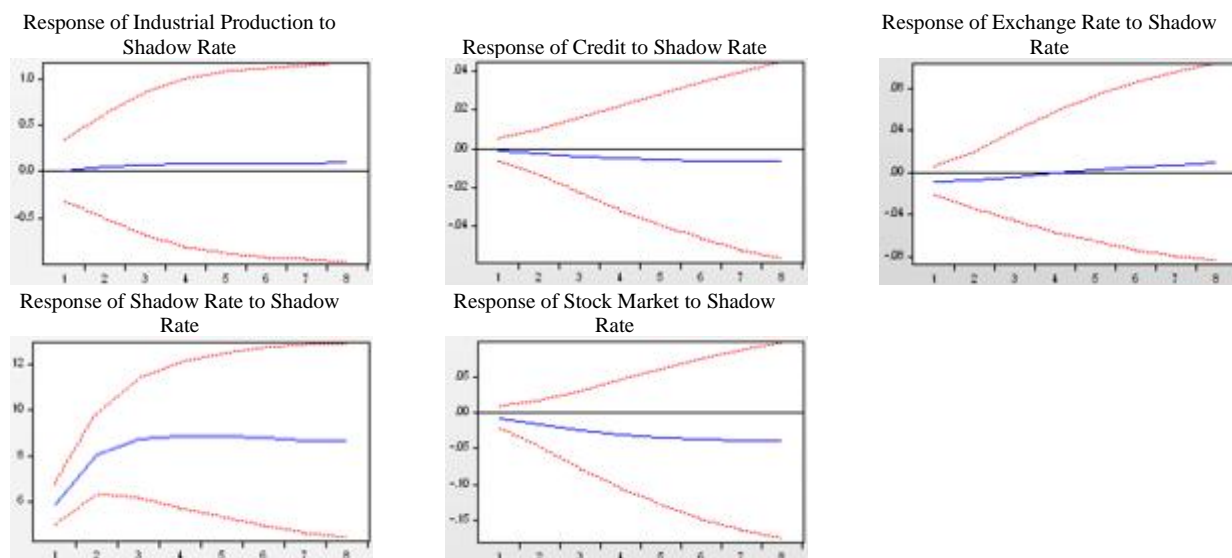 Response of Industrial Production to
Shadow Rate
1.0
0.5
0.0
-0.5
1 2 3 4 5 6 7 8
Response of Credit to Shadow Rate
.04
.02
.00
-.02
-.04
1 2 3 4 5 6 7 8
Response of Exchange Rate to Shadow
Rate
.08
.04
.00
-.04
-.08
1 2 3 4 5 6 7 8
Response of Shadow Rate to Shadow
Rate
12
10
8
6
1 2 3 4 5 6 7 8
Response of Stock Market to Shadow
Rate
.05
.00
-.05
-.10
-.15
1 2 3 4 5 6 7 8